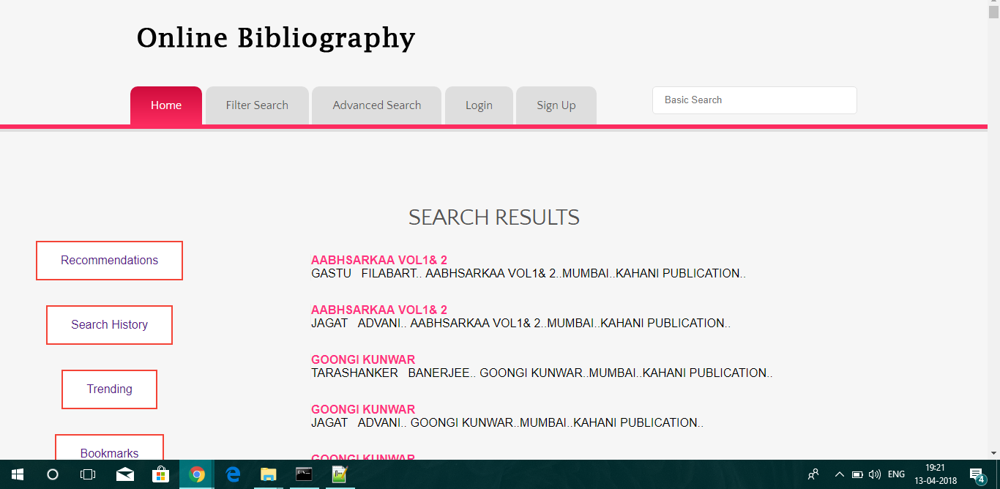 Online Bibliography
Home Filter Search Advanced Search Login Sign Up Basic Search
SEARCH RESULTS
Recommendations
Search History
Trending
Bookmarks
AABHSARKAA VOL1& 2
GASTU FILABART.. AABHSARKAA VOL1& 2..MUMBAI..KAHANI PUBLICATION..
AABHSARKAA VOL1& 2
JAGAT ADVANI.. AABHSARKAA VOL1& 2..MUMBAI..KAHANI PUBLICATION..
GOONGI KUNWAR
TARASHANKER BANERJEE.. GOONGI KUNWAR..MUMBAI..KAHANI PUBLICATION..
GOONGI KUNWAR
JAGAT ADVANI.. GOONGI KUNWAR..MUMBAI..KAHANI PUBLICATION..
GOONGI KUNWAR
ENG
19:21
13-04-2018
4